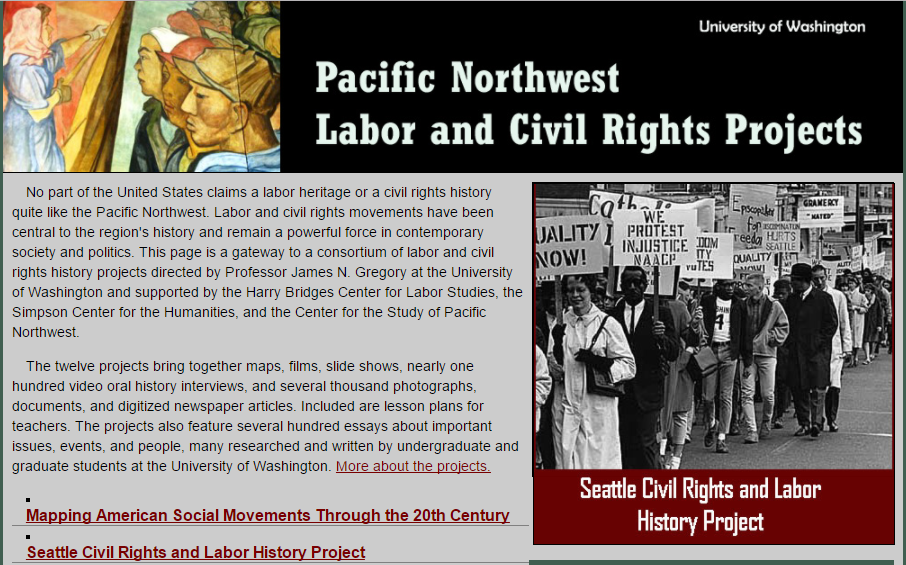 University of Washington
Pacific Northwest
Labor and Civil Rights Projects
No part of the United States claims a labor heritage or a civil rights history
quite like the Pacific Northwest. Labor and civil rights movements have been
central to the region's history and remain a powerful force in contemporary
society and politics. This page is a gateway to a consortium of labor and civil
rights history projects directed by Professor James N. Gregory at the University
of Washington and supported by the Harry Bridges Center for Labor Studies, the
Simpson Center for the Humanities, and the Center for the Study of Pacific
Northwest.
The twelve projects bring together maps, films, slide shows, nearly one
hundred video oral history interviews, and several thousand photographs,
documents, and digitized newspaper articles. Included are lesson plans for
teachers. The projects also feature several hundred essays about important
issues, events, and people, many researched and written by undergraduate and
graduate students at the University of Washington. More about the projects.
Mapping American Social Movements Through the 20th Century
Seattle Civil Rights and Labor History Project
NOW!
WE
PROTEST
INJUSTICE
NAACP
VOTES
for
EQUALITY
NOW!
HURTS
SEATTLE
GRAMERCY
"NATED"
4
Seattle Civil Rights and Labor
History Project